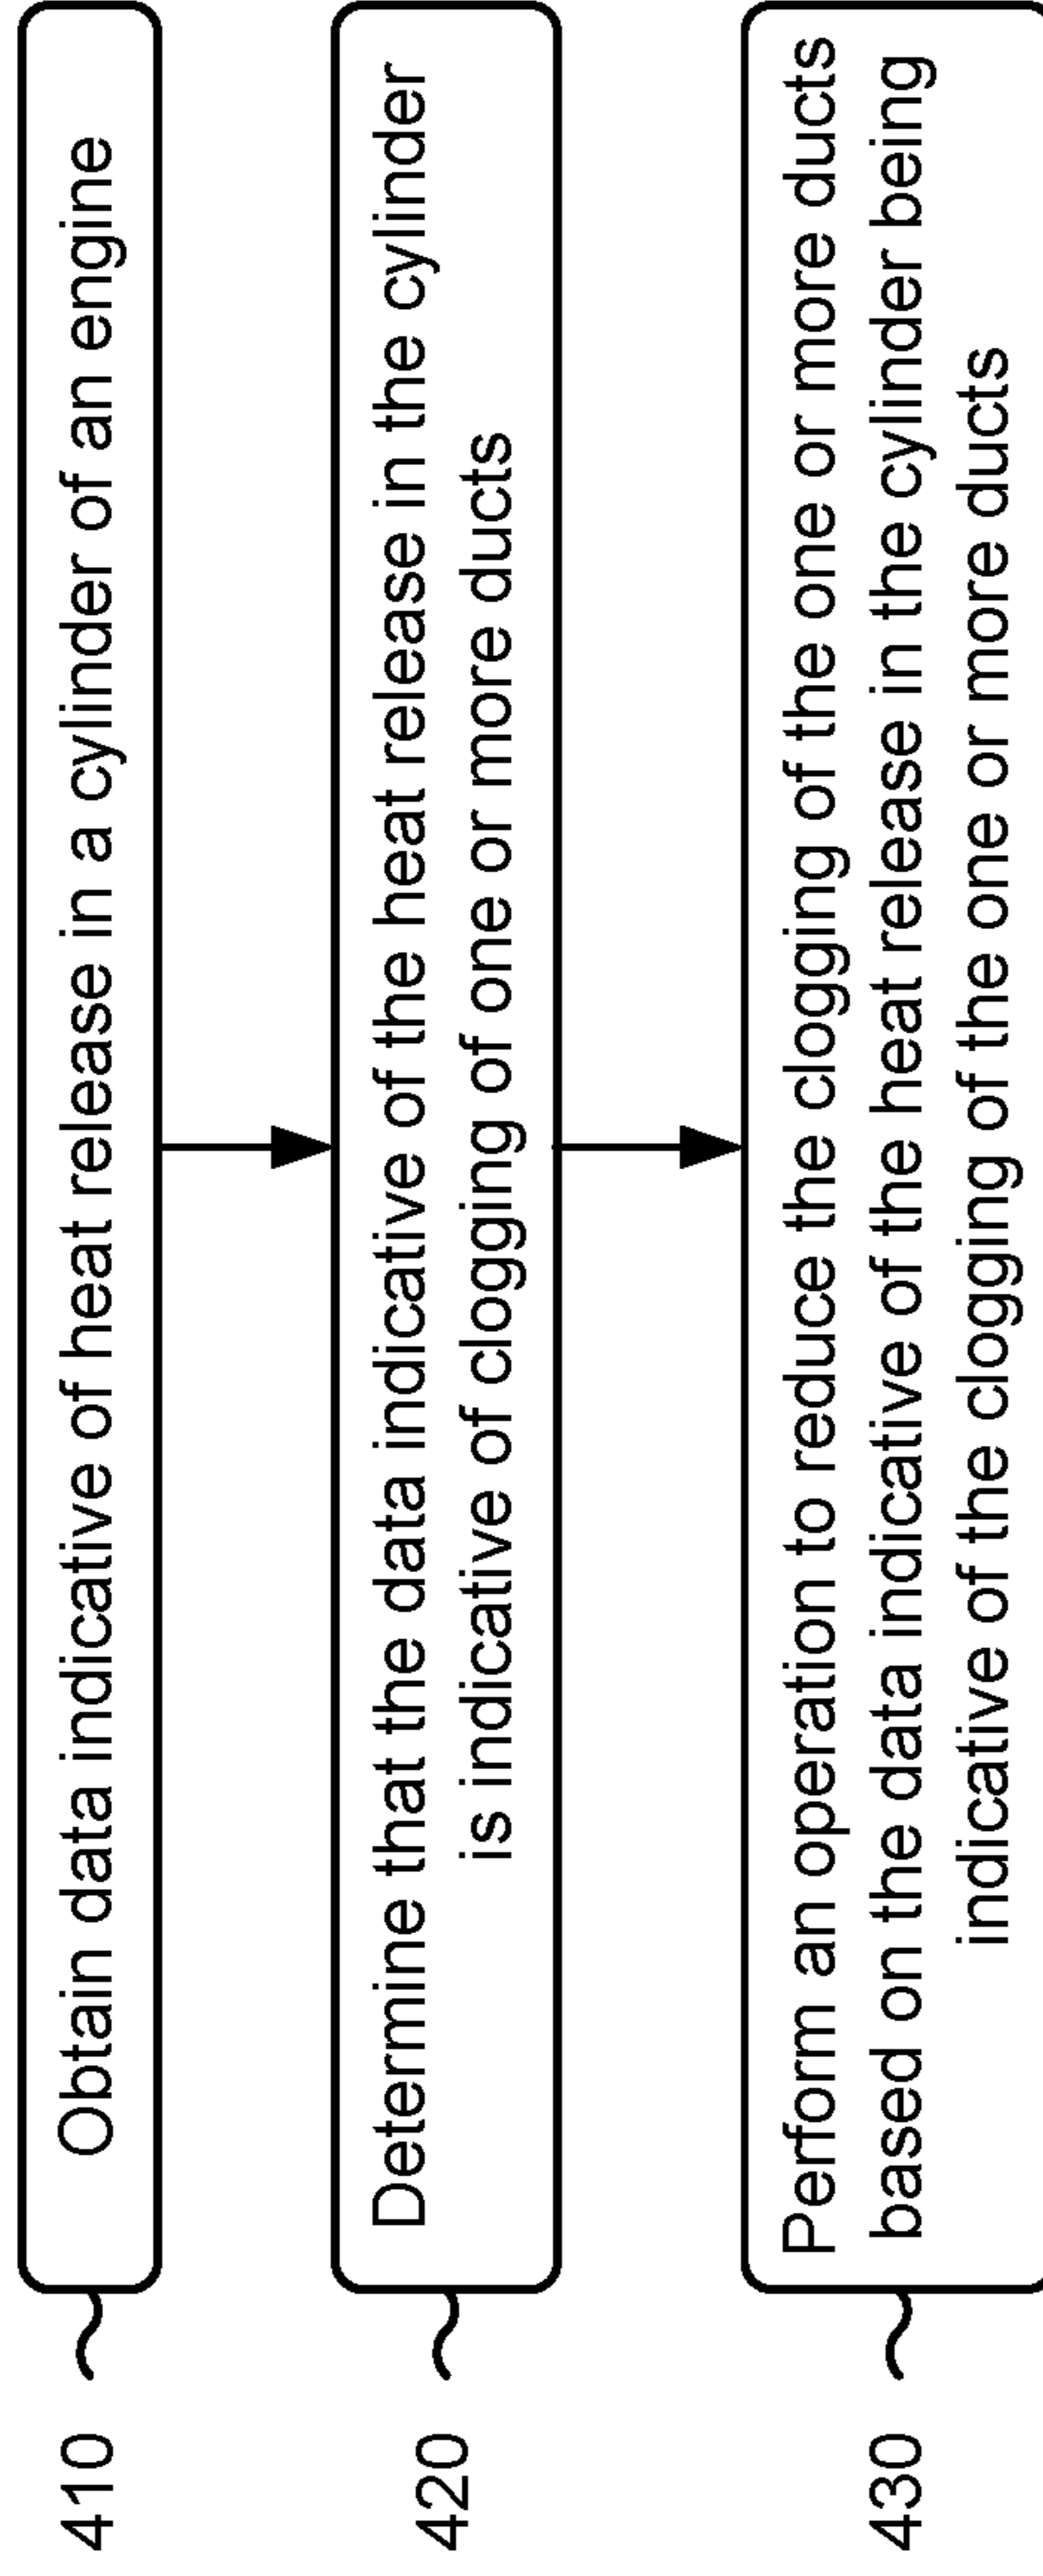 410
Obtain data indicative of heat release in a cylinder of an engine
420
Determine that the data indicative of the heat release in the cylinder
is indicative of clogging of one or more ducts
430
Perform an operation to reduce the clogging of the one or more ducts
based on the data indicative of the heat release in the cylinder being
indicative of the clogging of the one or more ducts